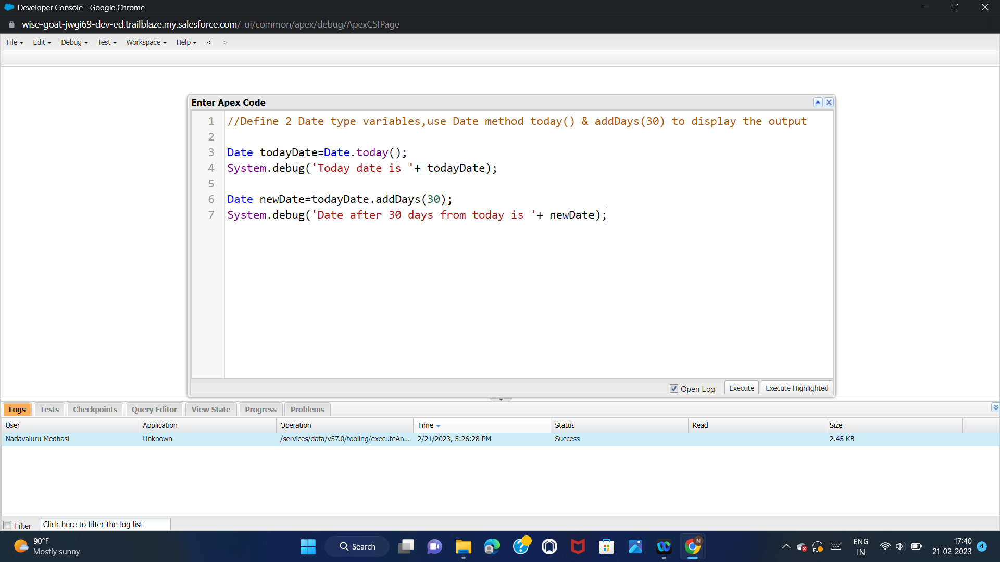 Developer Console - Google Chrome
wise-goat-jwgi69-dev-ed.trailblaze.my.salesforce.com/_ui/common/apex/debug/ApexCSIPage
File Edit Debug Test Workspace Help < >
Enter Apex Code
1 //Define 2 Date type variables,use Date method today() & addDays(30) to display the output
2
3 Date todayDate=Date.today();
4 System.debug('Today date is '+ todayDate);
5
6 Date newDate=todayDate.addDays(30);
7 System.debug('Date after 30 days from today is '+ newDate);
Open Log Execute Execute Highlighted
Logs Tests Checkpoints Query Editor View State Progress Problems
User Application Operation Time Status Read Size
Nadavaluru Medhasi Unknown /services/data/v57.0/tooling/executeAn... 2/21/2023, 5:26:28 PM Success 2.45 KB
Filter Click here to filter the log list
90°F
Mostly sunny
Search
N
ENG
IN
17:40
21-02-2023
4